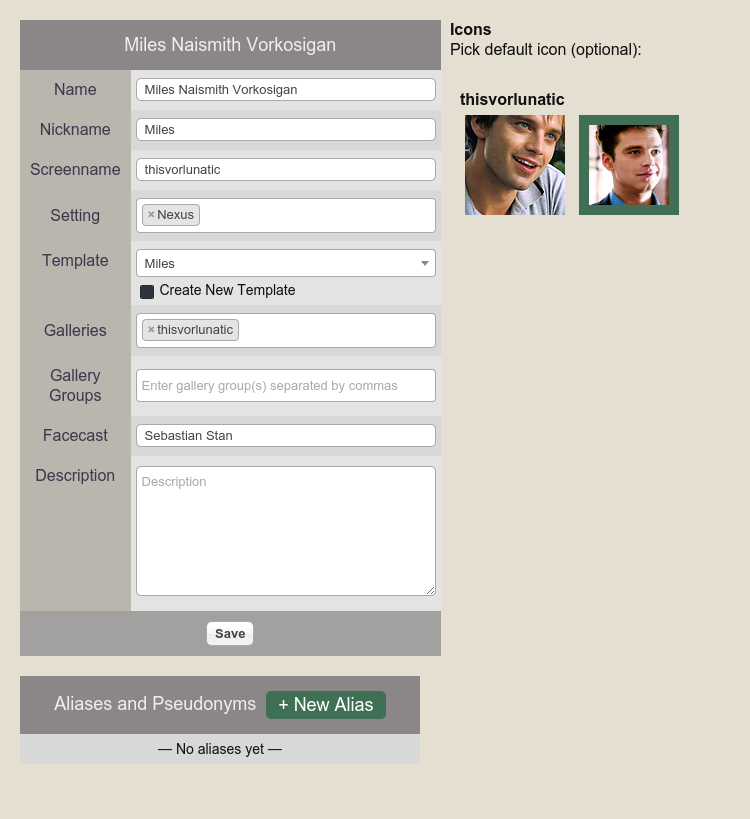 Miles Naismith Vorkosigan
Name
Miles Naismith Vorkosigan
Nickname
Miles
Screenname
thisvorlunatic
Setting
× Nexus
Template
Miles
Create New Template
Galleries
× thisvorlunatic
Gallery
Groups
Enter gallery group(s) separated by commas
Facecast
Sebastian Stan
Description
Description
Save
Aliases and Pseudonyms
+ New Alias
— No aliases yet —
Icons
Pick default icon (optional):
thisvorlunatic